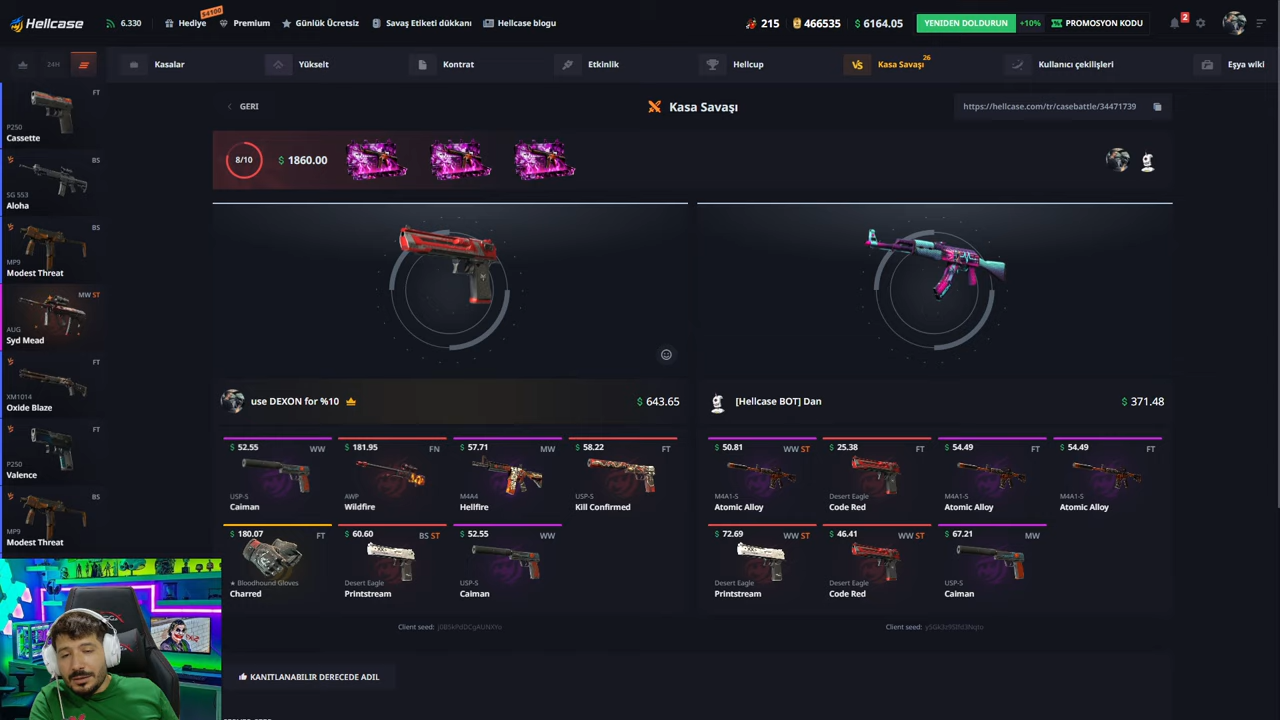 Hellcase
6.330
Hediye
$4100
Premium
Günlük Ücretsiz
Savaş Etiketi dükkanı
Hellcase blogu
215
466535
$ 6164.05
YENİDEN DOLDURUN
+10%
PROMOSYON KODU
2
24H
Kasalar
Yükselt
Kontrat
Etkinlik
Hellcup
VS
Kasa Savaşı
26
Kullanıcı çekilişleri
Eşya wiki
GERI
Kasa Savaşı
https://hellcase.com/tr/casebattle/34471739
8/10
$ 1860.00
FT
P250
Cassette
BS
SG 553
Aloha
BS
MP9
Modest Threat
MW ST
AUG
Syd Mead
FT
XM1014
Oxide Blaze
FT
P250
Valence
BS
MP9
Modest Threat
use DEXON for %10
$ 643.65
[Hellcase BOT] Dan
$ 371.48
$ 52.55 WW
USP-S
Caiman
$ 181.95 FN
AWP
Wildfire
$ 57.71 MW
M4A4
Hellfire
$ 58.22 FT
USP-S
Kill Confirmed
$ 180.07 FT
★ Bloodhound Gloves
Charred
$ 60.60 BS ST
Desert Eagle
Printstream
$ 52.55 WW
USP-S
Caiman
$ 50.81 WW ST
M4A1-S
Atomic Alloy
$ 25.38 FT
Desert Eagle
Code Red
$ 54.49 FT
M4A1-S
Atomic Alloy
$ 54.49 FT
M4A1-S
Atomic Alloy
$ 72.69 WW ST
Desert Eagle
Printstream
$ 46.41 WW ST
Desert Eagle
Code Red
$ 67.21 MW
USP-S
Caiman
Client seed:
Client seed:
KANITLANABILIR DERECEDE ADIL